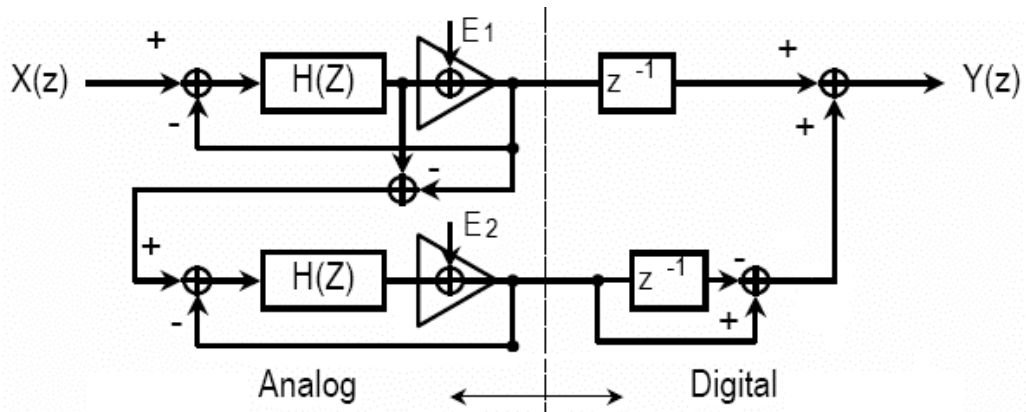 + E1 +
X(z) H(Z) z -1 Y(z)
- - +
+ E2
H(Z) z -1 -
- +
Analog Digital